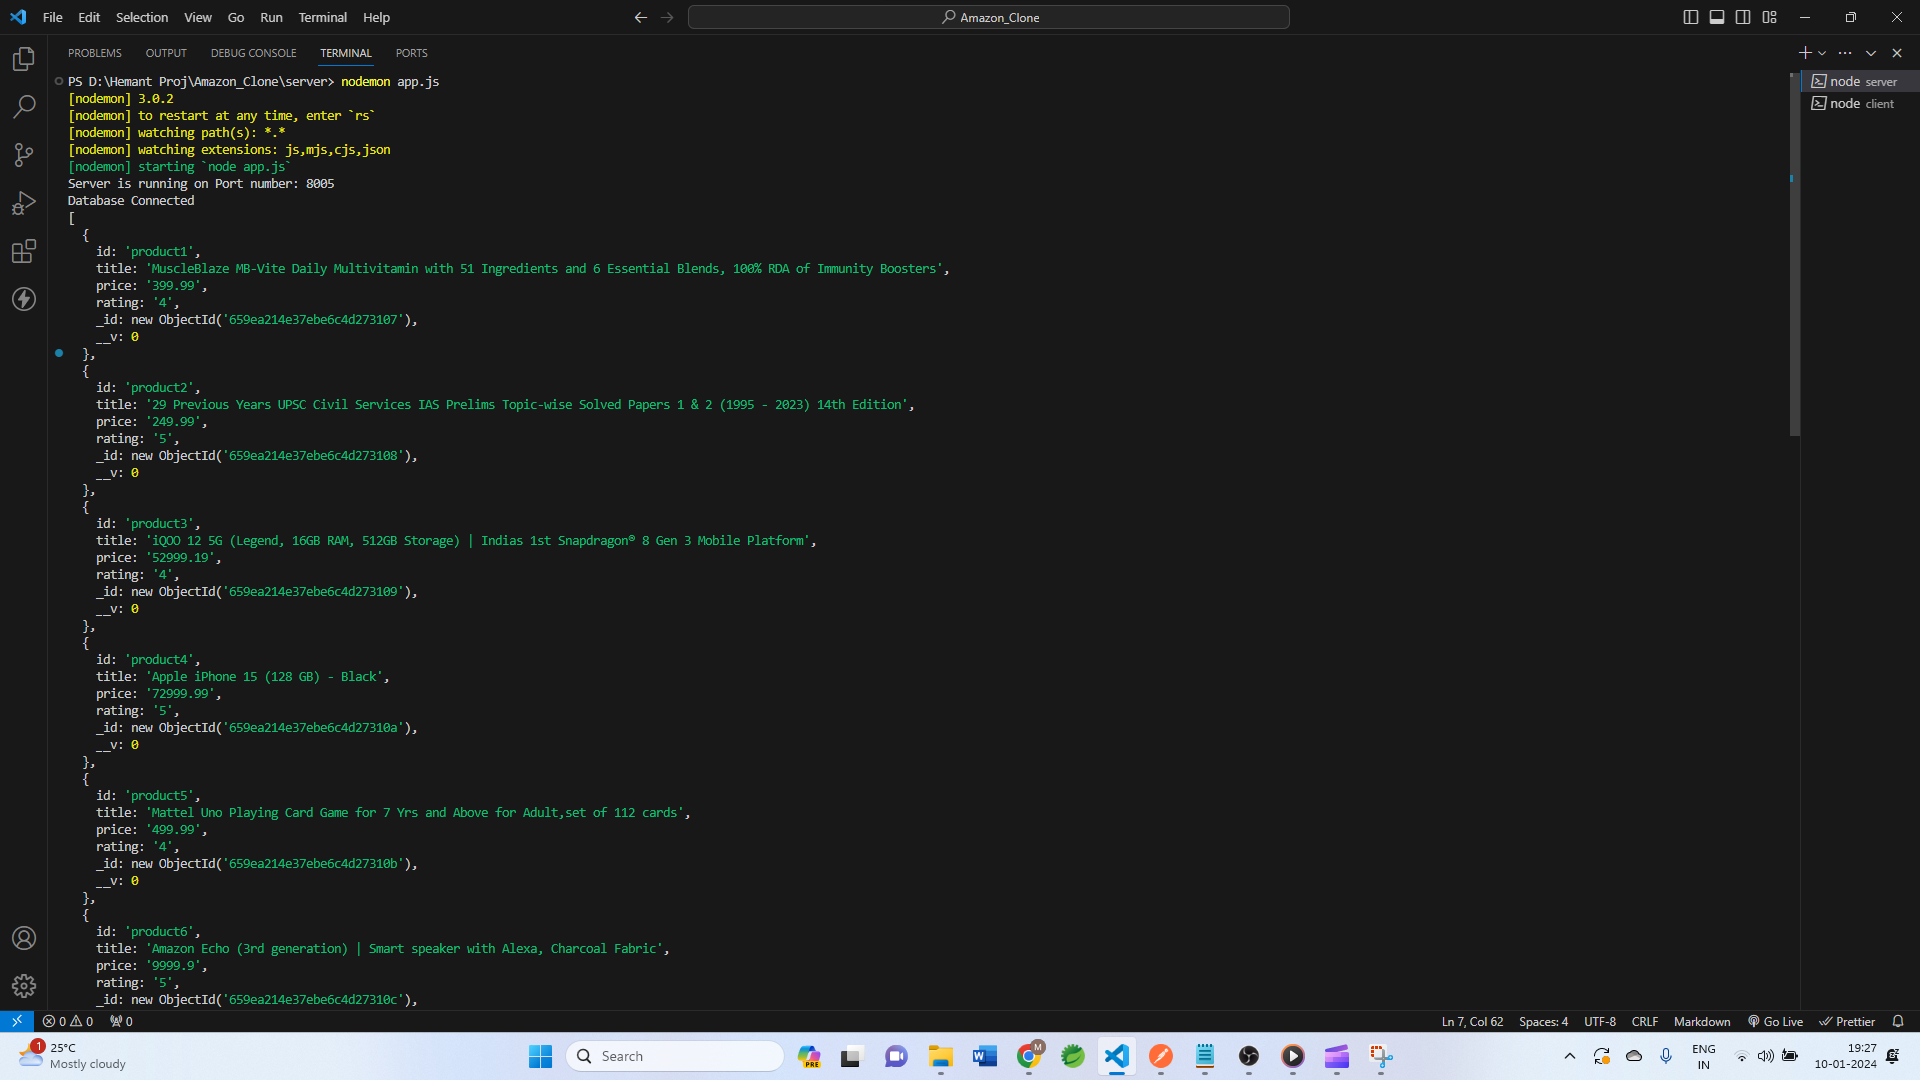 File Edit Selection View Go Run Terminal Help Amazon_Clone
PROBLEMS OUTPUT DEBUG CONSOLE TERMINAL PORTS
PS D:\Hemant Proj\Amazon_Clone\server> nodemon app.js
[nodemon] 3.0.2
[nodemon] to restart at any time, enter `rs`
[nodemon] watching path(s): *.*
[nodemon] watching extensions: js,mjs,cjs,json
[nodemon] starting `node app.js`
Server is running on Port number: 8005
Database Connected
[
{
id: 'product1',
title: 'MuscleBlaze MB-Vite Daily Multivitamin with 51 Ingredients and 6 Essential Blends, 100% RDA of Immunity Boosters',
price: '399.99',
rating: '4',
_id: new ObjectId('659ea214e37ebe6c4d273107'),
__v: 0
},
{
id: 'product2',
title: '29 Previous Years UPSC Civil Services IAS Prelims Topic-wise Solved Papers 1 & 2 (1995 - 2023) 14th Edition',
price: '249.99',
rating: '5',
_id: new ObjectId('659ea214e37ebe6c4d273108'),
__v: 0
},
{
id: 'product3',
title: 'iQOO 12 5G (Legend, 16GB RAM, 512GB Storage) | Indias 1st Snapdragon® 8 Gen 3 Mobile Platform',
price: '52999.19',
rating: '4',
_id: new ObjectId('659ea214e37ebe6c4d273109'),
__v: 0
},
{
id: 'product4',
title: 'Apple iPhone 15 (128 GB) - Black',
price: '72999.99',
rating: '5',
_id: new ObjectId('659ea214e37ebe6c4d27310a'),
__v: 0
},
{
id: 'product5',
title: 'Mattel Uno Playing Card Game for 7 Yrs and Above for Adult,set of 112 cards',
price: '499.99',
rating: '4',
_id: new ObjectId('659ea214e37ebe6c4d27310b'),
__v: 0
},
{
id: 'product6',
title: 'Amazon Echo (3rd generation) | Smart speaker with Alexa, Charcoal Fabric',
price: '9999.9',
rating: '5',
_id: new ObjectId('659ea214e37ebe6c4d27310c'),
node server
node client
0 0 0 Ln 7, Col 62 Spaces: 4 UTF-8 CRLF Markdown Go Live Prettier
1
25°C
Mostly cloudy
Search
PRE
M
ENG
IN
19:27
10-01-2024